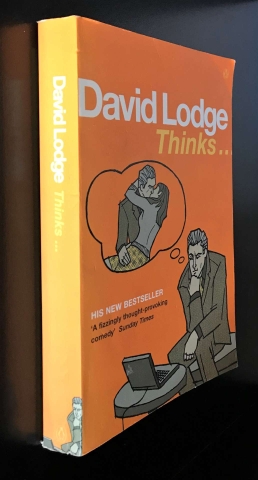 David Lodge
Thinks...
HIS NEW BESTSELLER
'A fizzingly thought-provoking
comedy' Sunday Times
David Lodge Thinks...